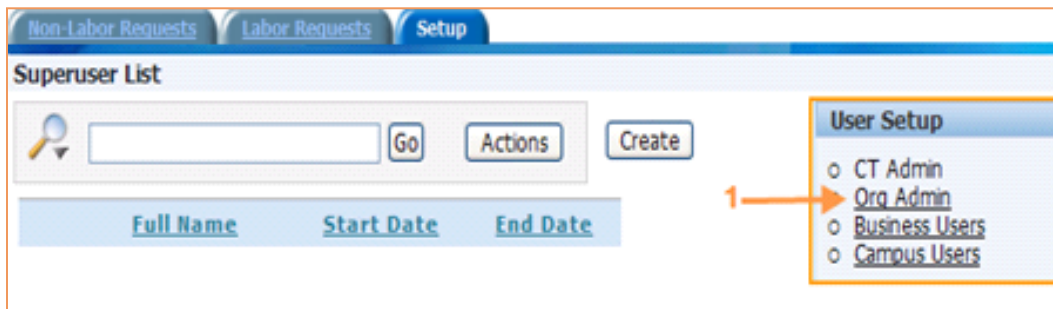 Non-Labor Requests Labor Requests Setup
Superuser List
Go Actions Create
Full Name Start Date End Date
User Setup
CT Admin
1 Org Admin
Business Users
Campus Users